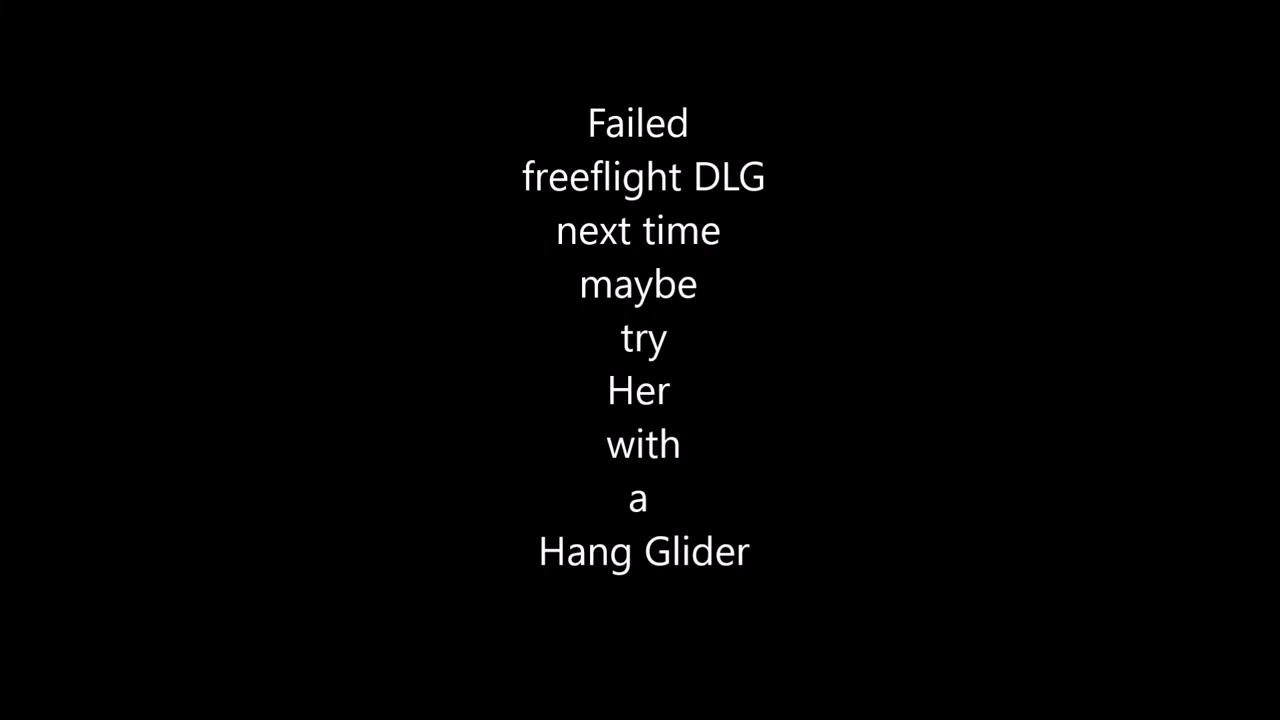 Failed
freeflight DLG
next time
maybe
try
Her
with
a
Hang Glider